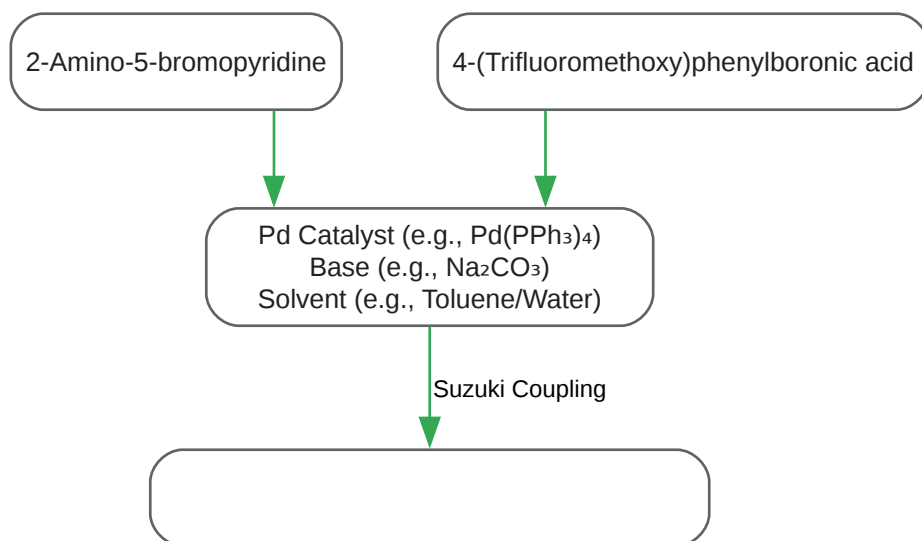 2-Amino-5-bromopyridine
4-(Trifluoromethoxy)phenylboronic acid
Pd Catalyst (e.g., Pd(PPh₃)₄)
Base (e.g., Na₂CO₃)
Solvent (e.g., Toluene/Water)
Suzuki Coupling